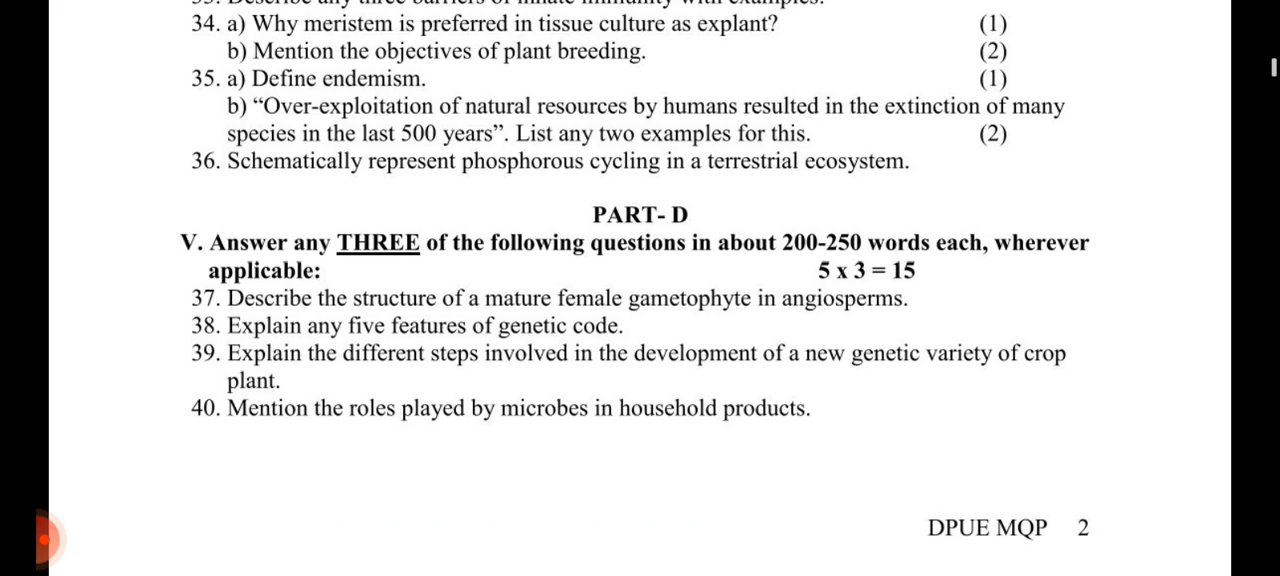 34. a) Why meristem is preferred in tissue culture as explant? (1)
b) Mention the objectives of plant breeding. (2)
35. a) Define endemism. (1)
b) “Over-exploitation of natural resources by humans resulted in the extinction of many
species in the last 500 years”. List any two examples for this. (2)
36. Schematically represent phosphorous cycling in a terrestrial ecosystem.
PART- D
V. Answer any THREE of the following questions in about 200-250 words each, wherever
applicable: 5 x 3 = 15
37. Describe the structure of a mature female gametophyte in angiosperms.
38. Explain any five features of genetic code.
39. Explain the different steps involved in the development of a new genetic variety of crop
plant.
40. Mention the roles played by microbes in household products.
DPUE MQP 2